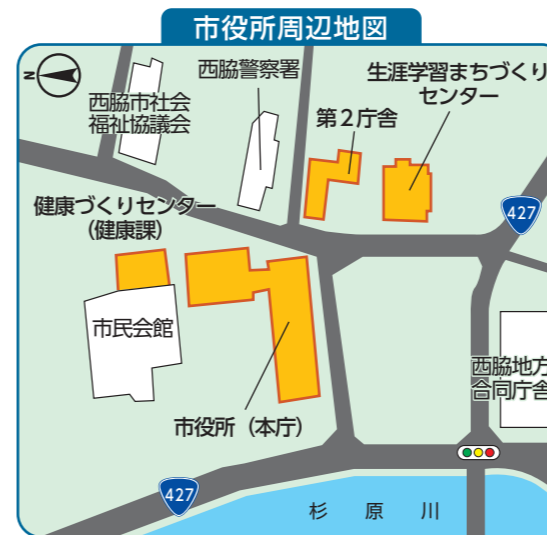 市役所周辺地図
N
西脇警察署
生涯学習まちづくり
センター
西脇市社会
福祉協議会
第2庁舎
健康づくりセンター
(健康課)
427
市民会館
西脇地方
合同庁舎
市役所(本庁)
427
杉原川